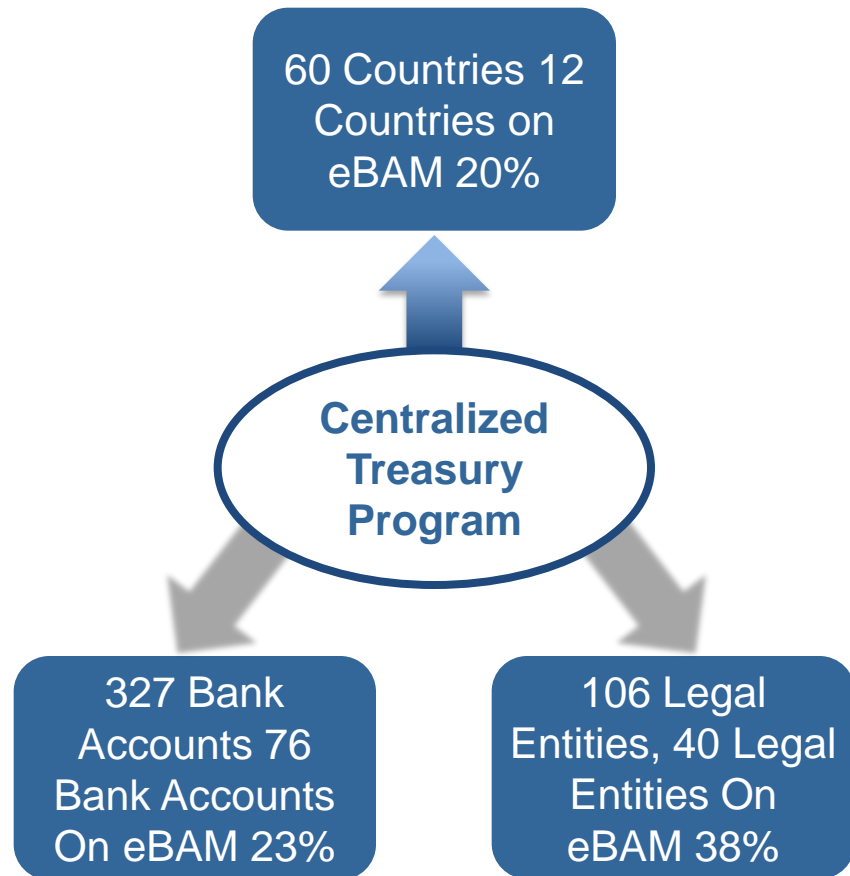 60 Countries 12
Countries on
eBAM 20%
Centralized
Treasury
Program
327 Bank
Accounts 76
Bank Accounts
On eBAM 23%
106 Legal
Entities, 40 Legal
Entities On
eBAM 38%